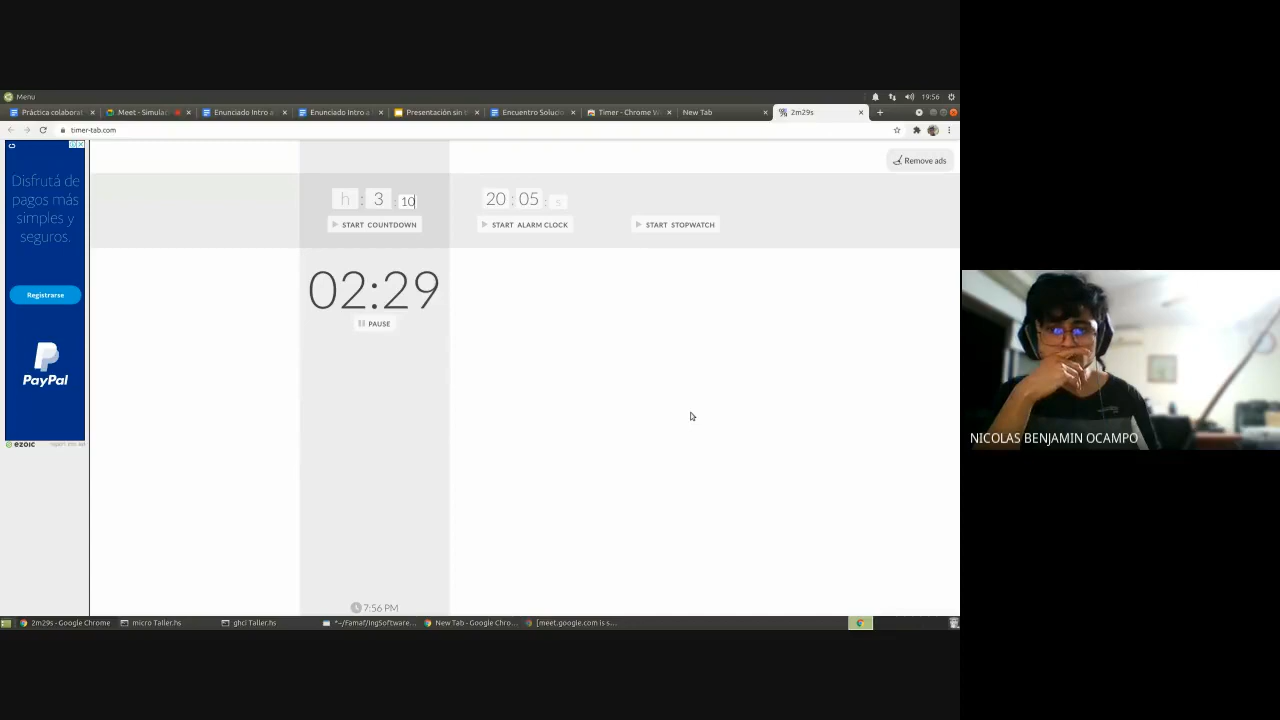 Menu
19:56
Práctica colaborat
Meet - Simula
Enunciado Intro a
Enunciado Intro a
Presentación sin t
Encuentro Soluci
Timer - Chrome W
New Tab
2m29s
timer-tab.com
Remove ads
Disfrutá de
pagos más
simples y
seguros.
Registrarse
PayPal
ezoic
h : 3 : 10
START COUNTDOWN
20 : 05 : s
START ALARM CLOCK
START STOPWATCH
02:29
PAUSE
7:56 PM
NICOLAS BENJAMIN OCAMPO
2m29s - Google Chrome
micro Taller.hs
ghci Taller.hs
*~/Famaf/IngSoftware...
New Tab - Google Chro...
[meet.google.com is s...